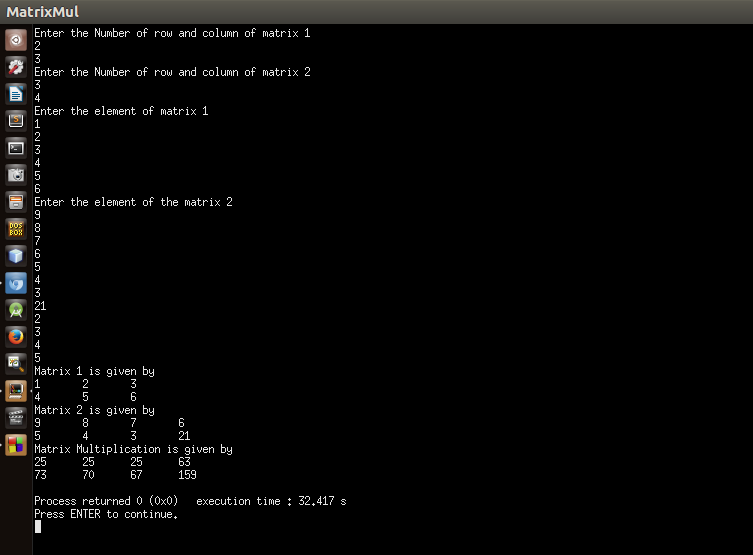 MatrixMul
Enter the Number of row and column of matrix 1
2
3
Enter the Number of row and column of matrix 2
3
4
Enter the element of matrix 1
1
2
3
4
5
6
Enter the element of the matrix 2
9
8
7
6
5
4
3
21
2
3
4
5
Matrix 1 is given by
1 2 3
4 5 6
Matrix 2 is given by
9 8 7 6
5 4 3 21
Matrix Multiplication is given by
25 25 25 63
73 70 67 159
Process returned 0 (0x0) execution time : 32.417 s
Press ENTER to continue.
DOS
BOX